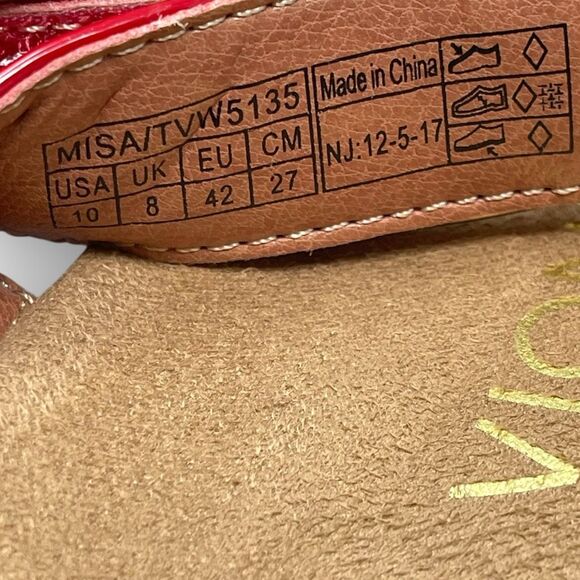 MISA/TVW5135
USA UK EU CM
10 8 42 27
Made in China
NJ:12-5-17